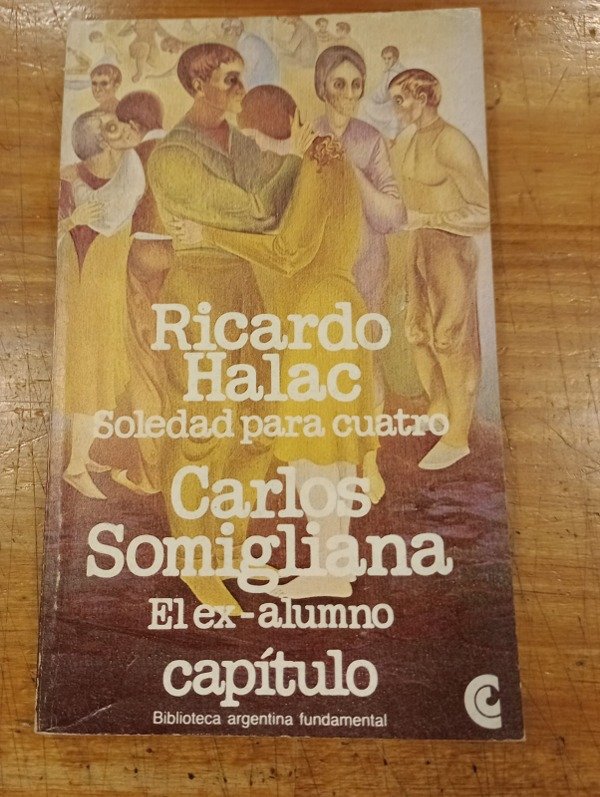 Ricardo
Halac
Soledad para cuatro
Carlos
Somigliana
El ex-alumno
capítulo
Biblioteca argentina fundamental